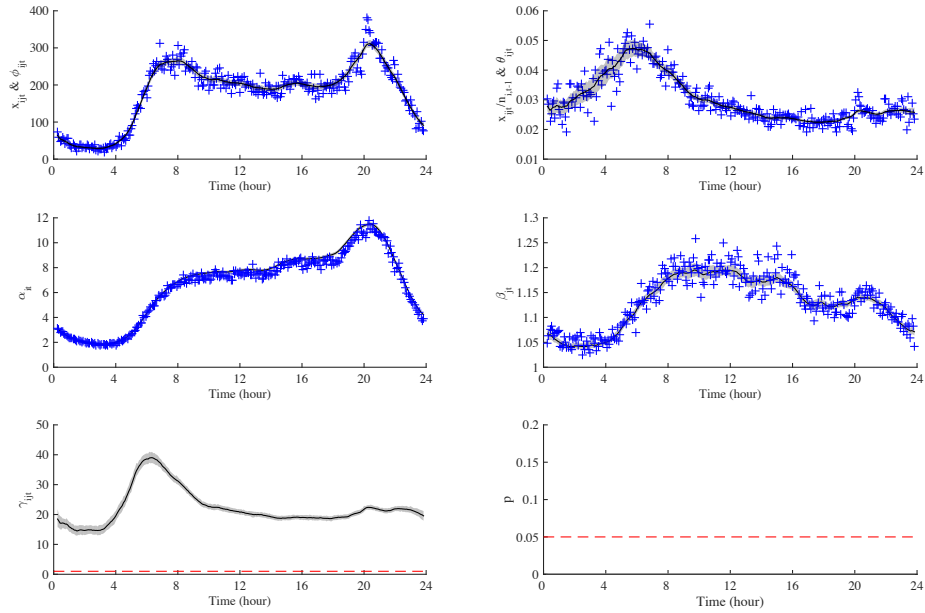 400
300
200
100
0
x_ijt & ϕ_ijt
0 4 8 12 16 20 24
Time (hour)
0.06
0.05
0.04
0.03
0.02
0.01
x_ijt/n_i,t-1 & θ_ijt
0 4 8 12 16 20 24
Time (hour)
12
10
8
6
4
2
0
α_it
0 4 8 12 16 20 24
Time (hour)
1.3
1.25
1.2
1.15
1.1
1.05
1
β_jt
0 4 8 12 16 20 24
Time (hour)
50
40
30
20
10
0
γ_ijt
0 4 8 12 16 20 24
Time (hour)
0.2
0.15
0.1
0.05
0
p
0 4 8 12 16 20 24
Time (hour)